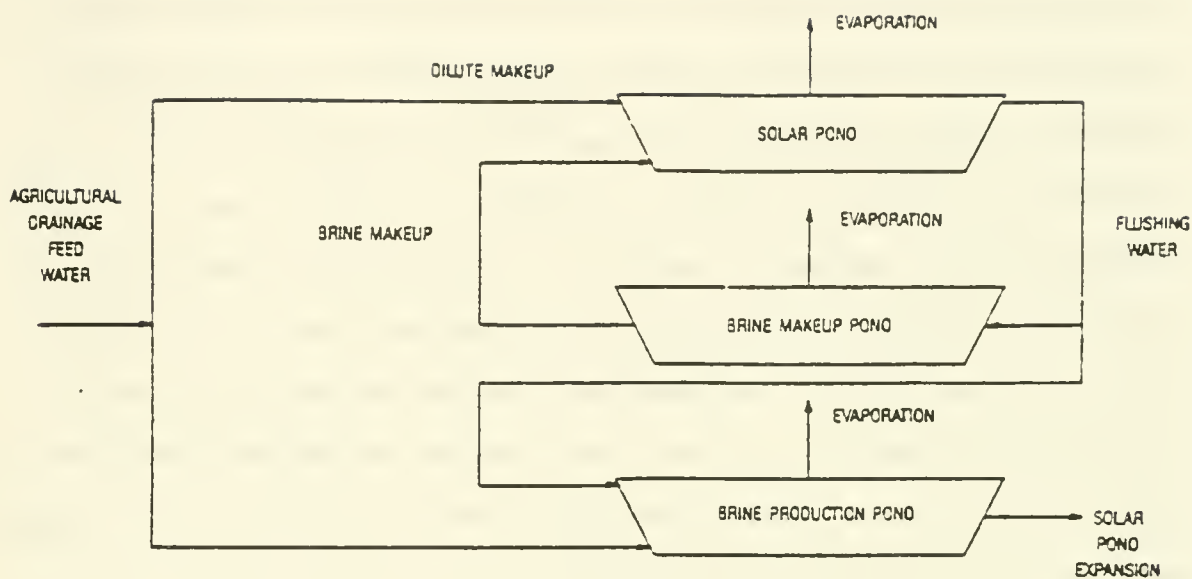 EVAPORATION
DILUTE MAKEUP
SOLAR POND
AGRICULTURAL
DRAINAGE
FEED
WATER
BRINE MAKEUP
EVAPORATION
FLUSHING
WATER
BRINE MAKEUP POND
EVAPORATION
BRINE PRODUCTION POND
SOLAR
POND
EXPANSION